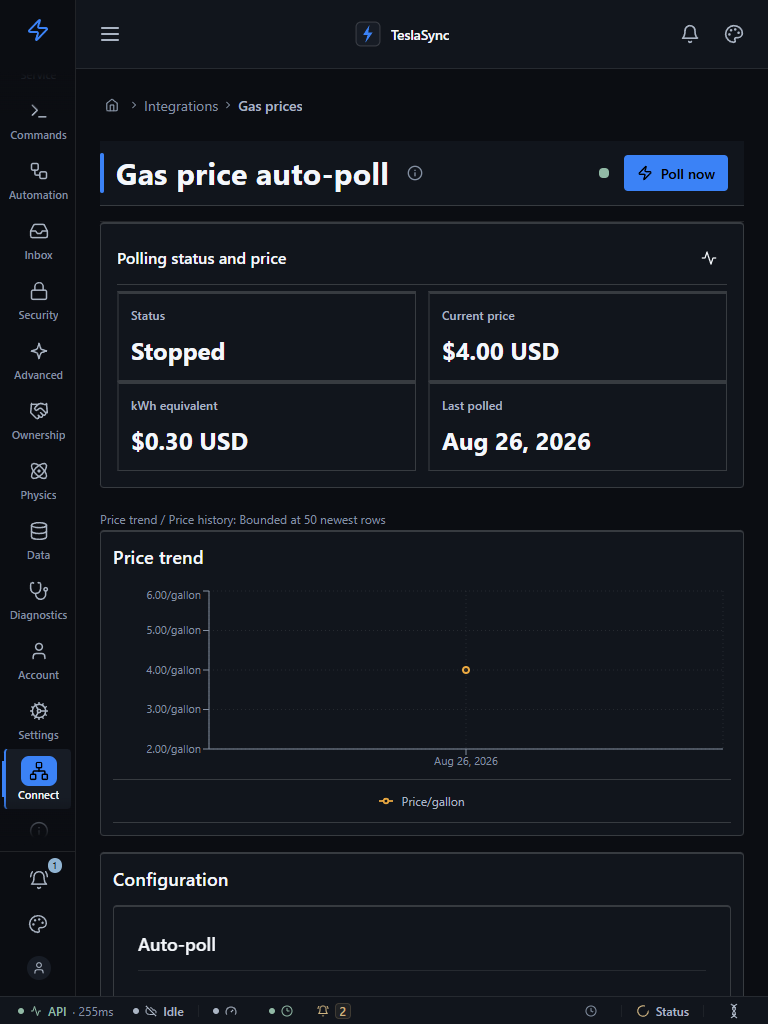 TeslaSync
Commands
Automation
Inbox
Security
Advanced
Ownership
Physics
Data
Diagnostics
Account
Settings
Connect
1
Integrations > Gas prices
Gas price auto-poll
Poll now
Polling status and price
Status
Stopped
Current price
$4.00 USD
kWh equivalent
$0.30 USD
Last polled
Aug 26, 2026
Price trend / Price history: Bounded at 50 newest rows
Price trend
6.00/gallon
5.00/gallon
4.00/gallon
3.00/gallon
2.00/gallon
Aug 26, 2026
Price/gallon
Configuration
Auto-poll
API · 255ms
Idle
2
Status